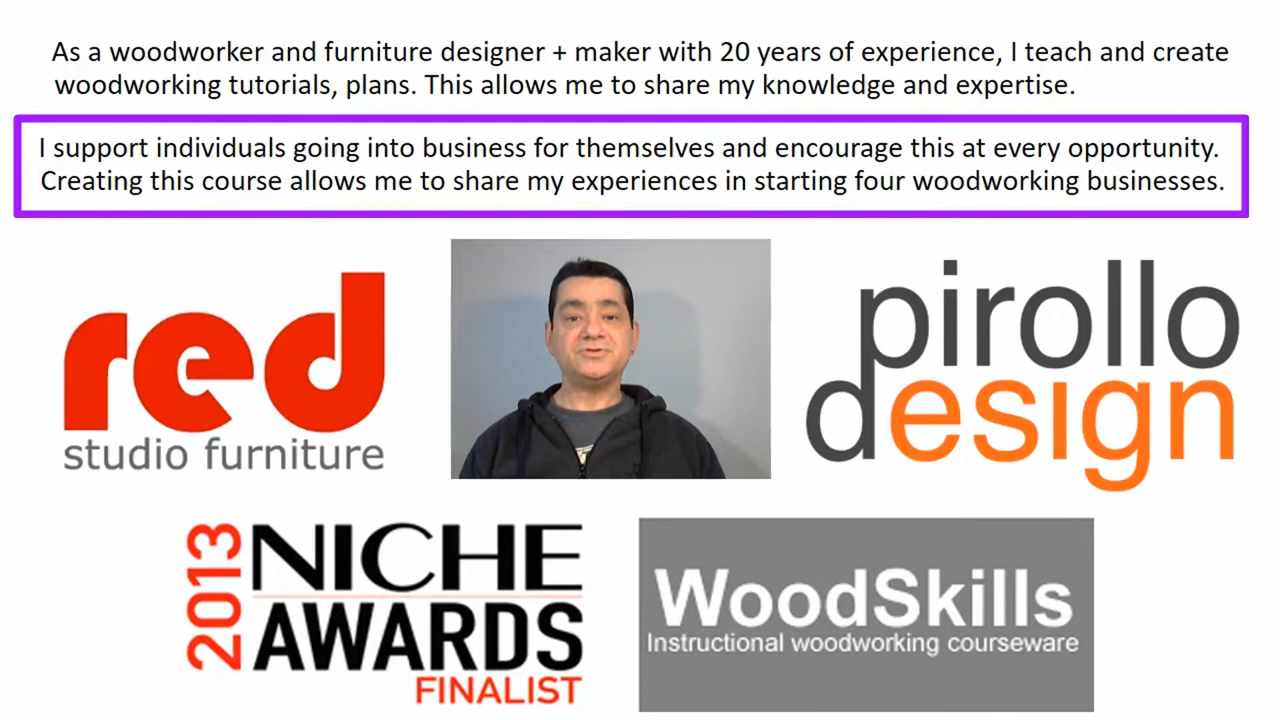 As a woodworker and furniture designer + maker with 20 years of experience, I teach and create
woodworking tutorials, plans. This allows me to share my knowledge and expertise.
I support individuals going into business for themselves and encourage this at every opportunity.
Creating this course allows me to share my experiences in starting four woodworking businesses.
red
studio furniture
pirollo
design
2013
NICHE
AWARDS
FINALIST
WoodSkills
Instructional woodworking courseware